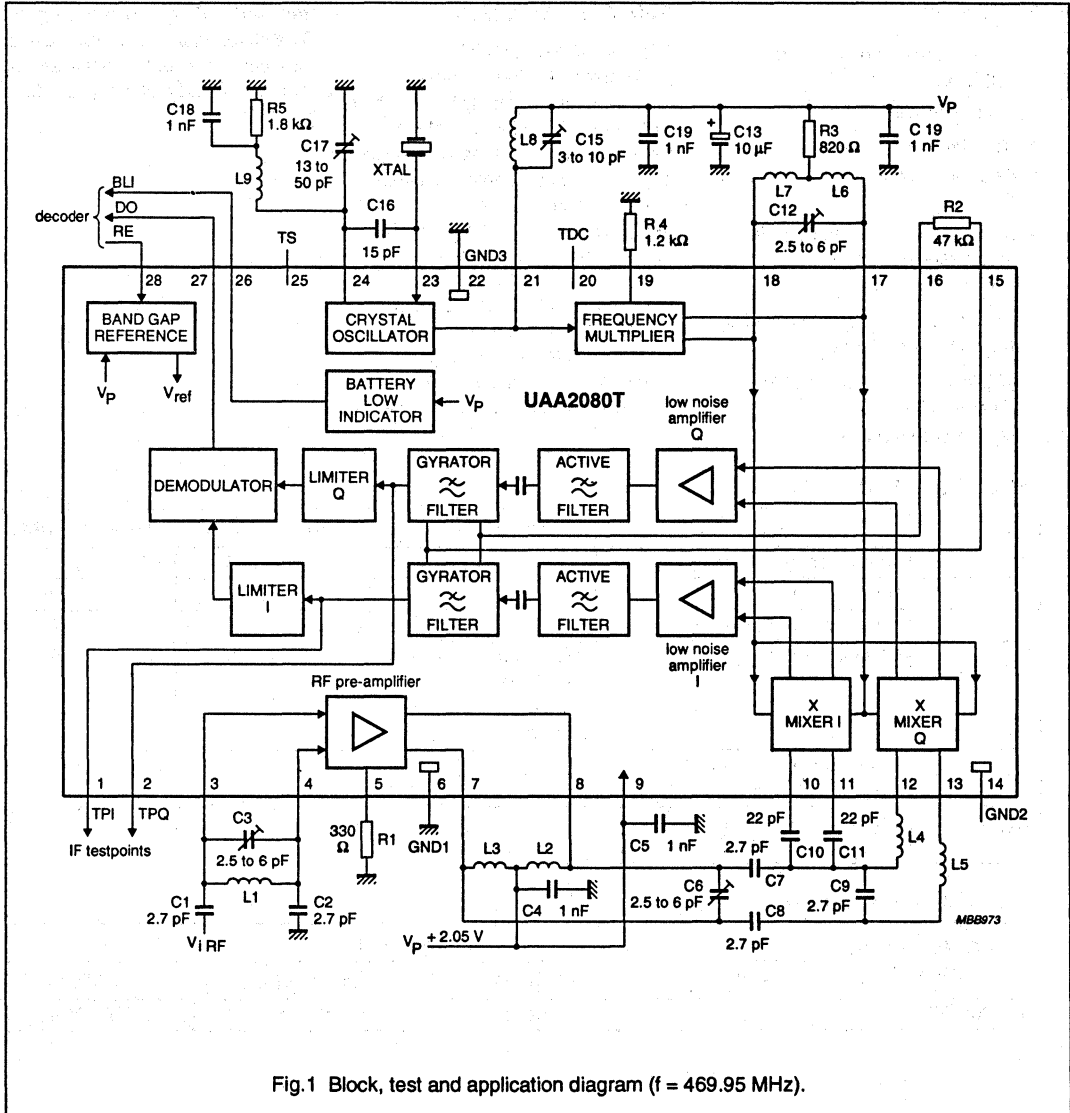 C18
1 nF
R5
1.8 kΩ
C17
13 to
50 pF
XTAL
L9
C16
15 pF
L8
C15
3 to 10 pF
C19
1 nF
+
C13
10 µF
R3
820 Ω
C 19
1 nF
VP
L7
L6
C12
2.5 to 6 pF
R2
47 kΩ
R 4
1.2 kΩ
decoder
BLI
DO
RE
TS
GND3
TDC
28
27
26
25
24
23
22
21
20
19
18
17
16
15
BAND GAP
REFERENCE
VP
Vref
CRYSTAL
OSCILLATOR
FREQUENCY
MULTIPLIER
BATTERY
LOW
INDICATOR
VP
UAA2080T
low noise
amplifier
Q
DEMODULATOR
LIMITER
Q
GYRATOR
FILTER
ACTIVE
FILTER
LIMITER
I
GYRATOR
FILTER
ACTIVE
FILTER
low noise
amplifier
I
RF pre-amplifier
X
MIXER I
X
MIXER
Q
1
2
3
4
5
6
7
8
9
10
11
12
13
14
TPI
TPQ
IF testpoints
C3
2.5 to 6 pF
L1
C1
2.7 pF
C2
2.7 pF
Vi RF
330
Ω
R1
GND1
L3
L2
C4
1 nF
C5
1 nF
VP
+ 2.05 V
C6
2.5 to 6 pF
2.7 pF
C7
C8
2.7 pF
22 pF
C10
22 pF
C11
C9
2.7 pF
L4
L5
GND2
MBB973
Fig.1 Block, test and application diagram (f = 469.95 MHz).